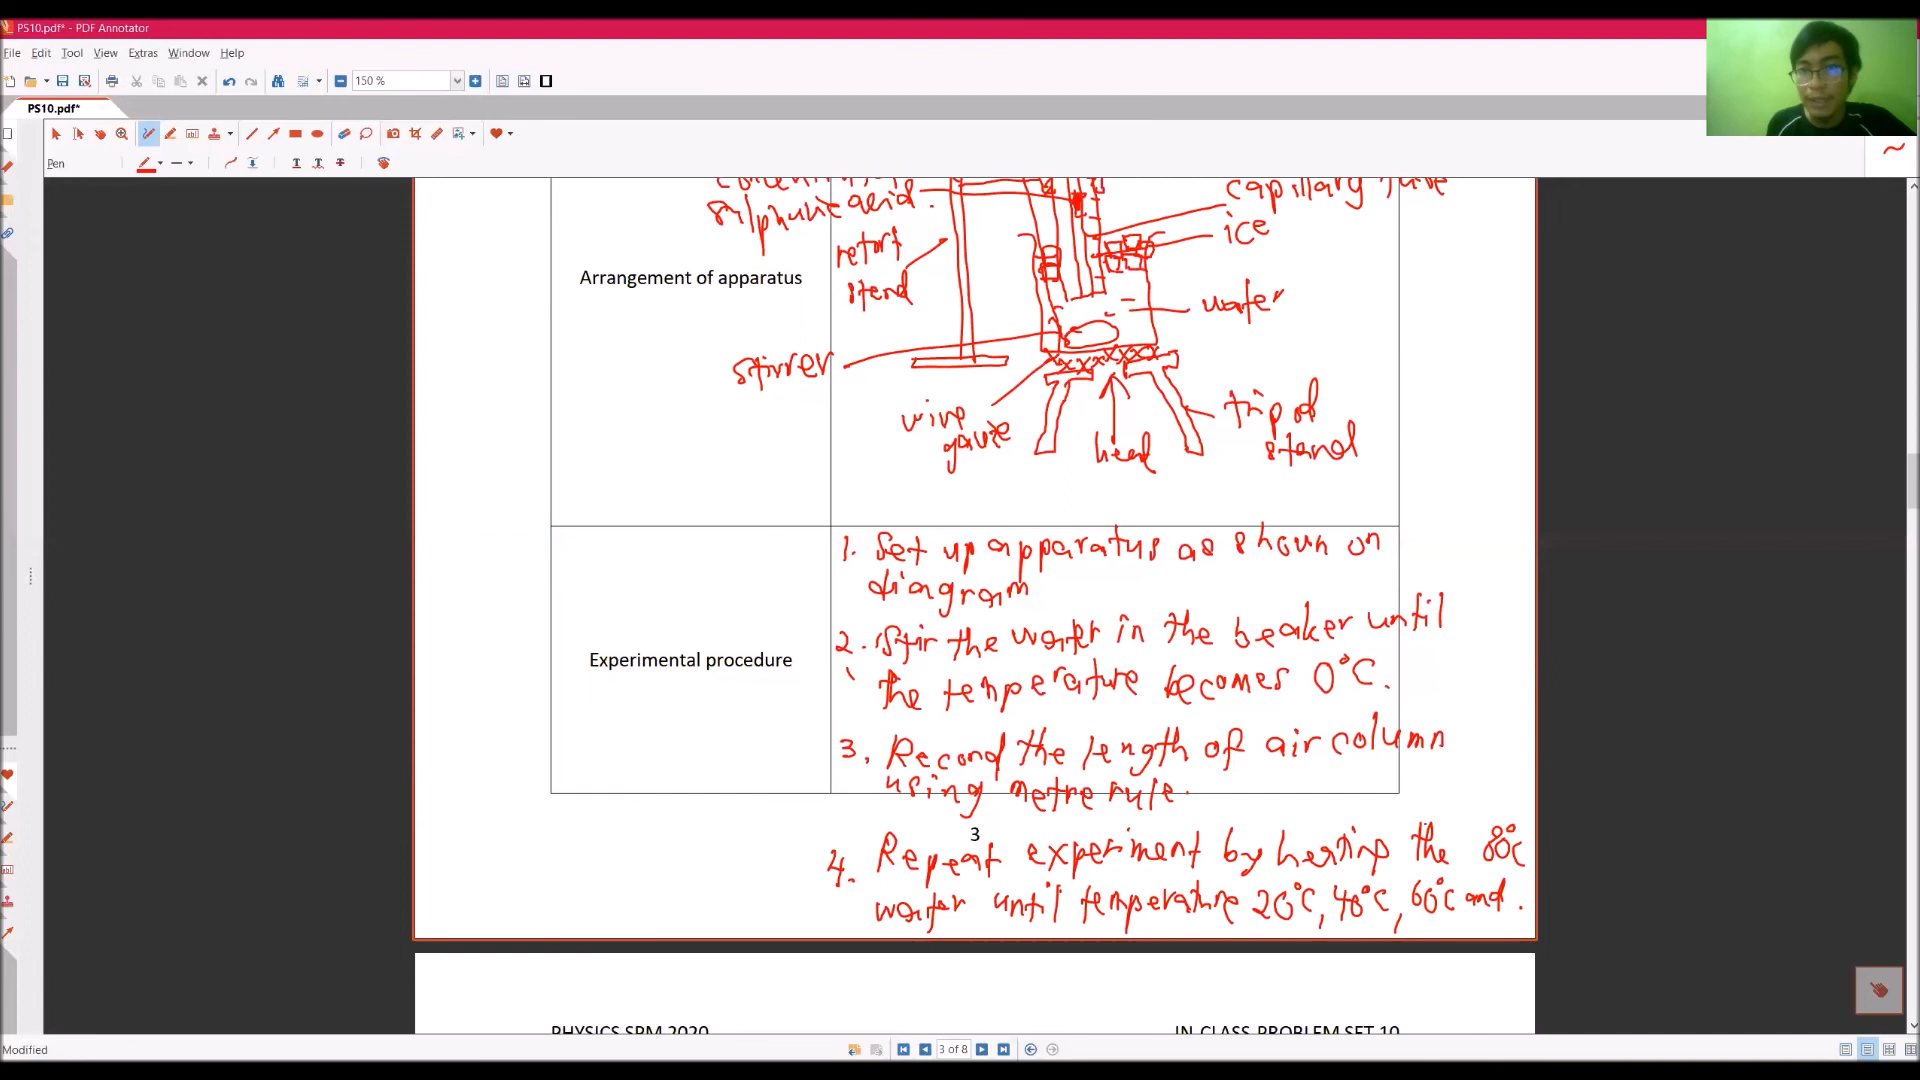 PS10.pdf* - PDF Annotator
File Edit Tool View Extras Window Help
150 %
PS10.pdf*
Pen
sulphuric acid.
capillary tube
ice
retort
stand
Arrangement of apparatus
water
stirrer
wire
gauze
heat
tripod
stand
Experimental procedure
1. Set up apparatus as shown on
diagram
2. Stir the water in the beaker until
the temperature becomes 0°C.
3. Record the length of air column
using metre rule.
3
4. Repeat experiment by heating the 80°C
water until temperature 20°C, 40°C, 60°C and .
PHYSICS SPM 2020 IN-CLASS PROBLEM SET 10
Modified
3 of 8